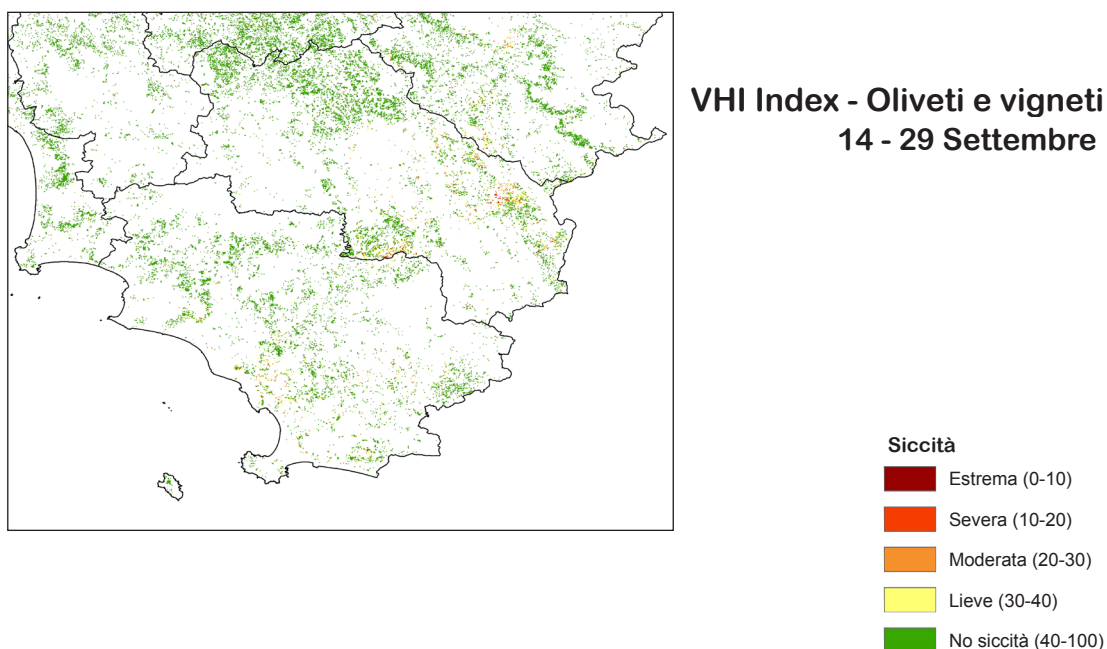 VHI Index - Oliveti e vigneti
14 - 29 Settembre
Siccità
Estrema (0-10)
Severa (10-20)
Moderata (20-30)
Lieve (30-40)
No siccità (40-100)